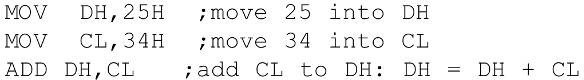 MOV  DH,25H  ;move 25 into DH
MOV  CL,34H  ;move 34 into CL
ADD DH,CL   ;add CL to DH: DH = DH + CL